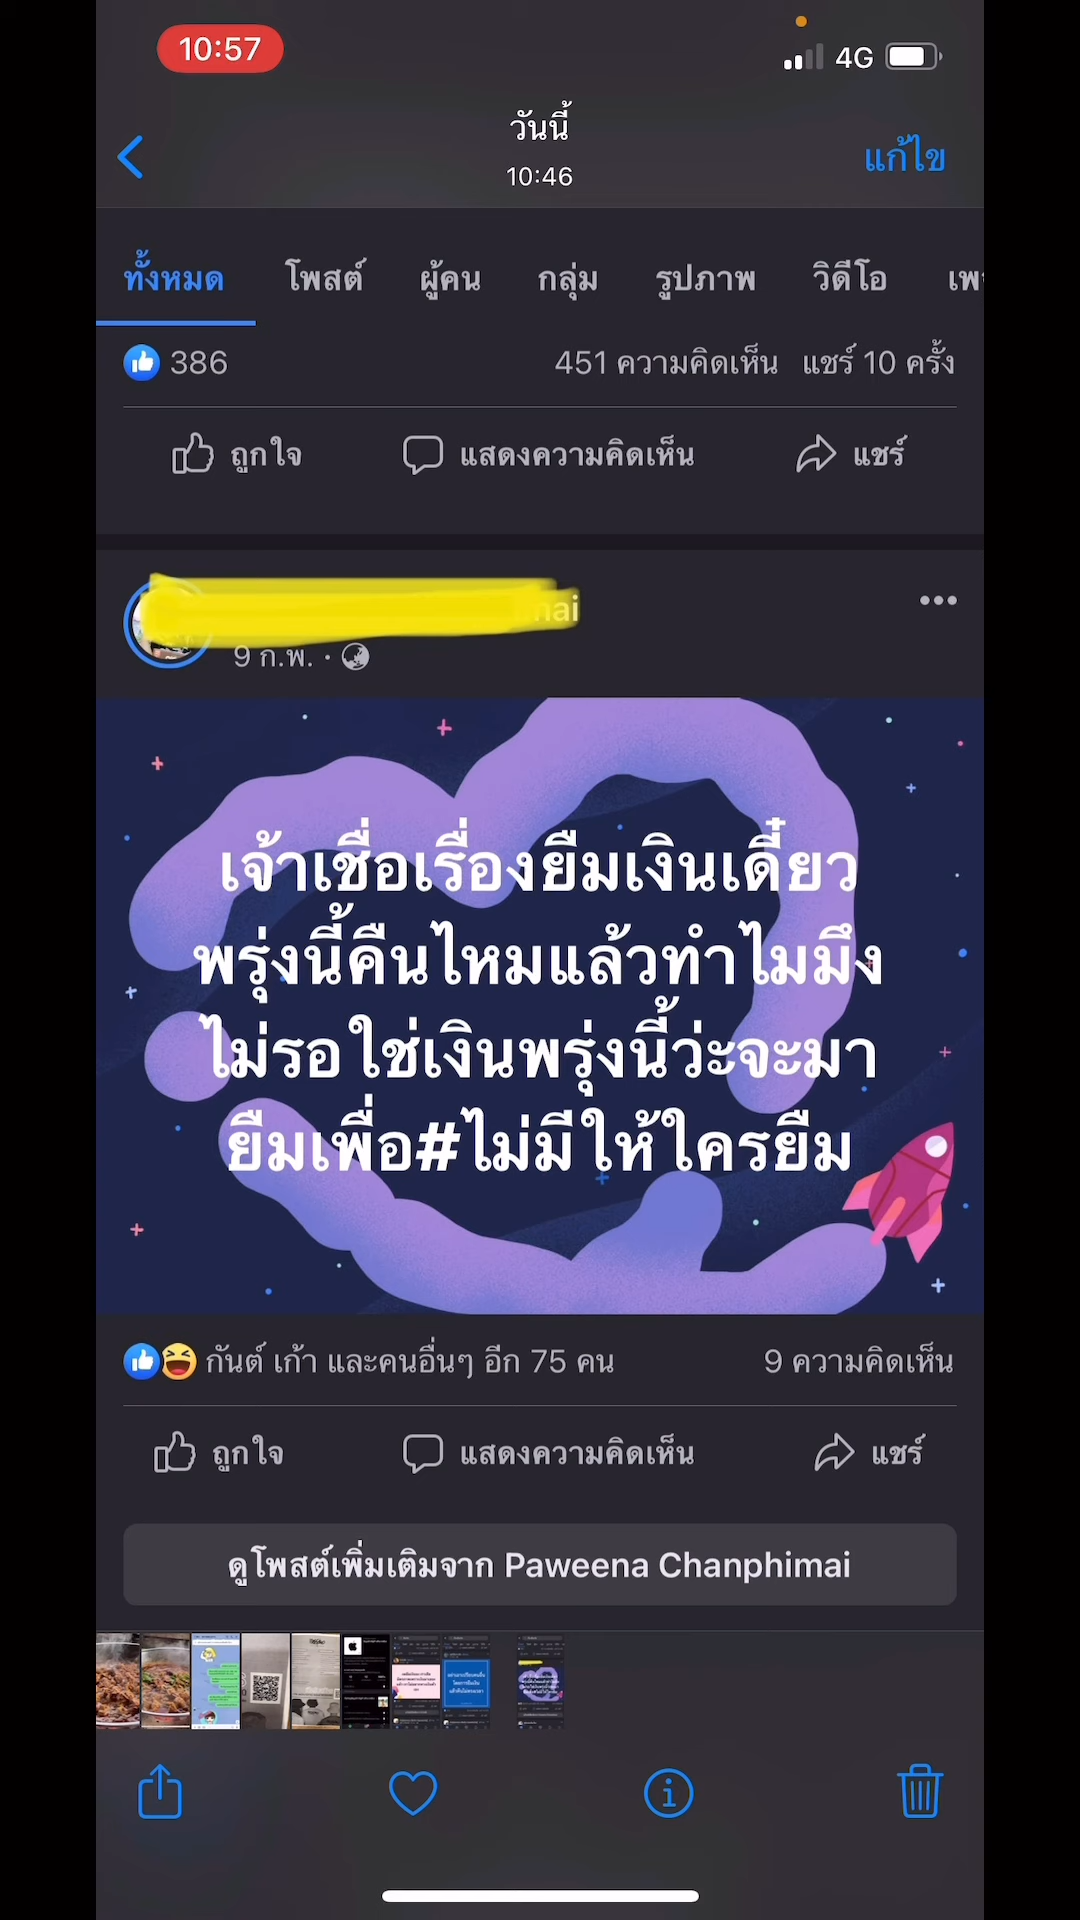 10:57
4G
วันนี้
10:46
แก้ไข
ทั้งหมด โพสต์ ผู้คน กลุ่ม รูปภาพ วิดีโอ
386 451 ความคิดเห็น แชร์ 10 ครั้ง
ถูกใจ แสดงความคิดเห็น แชร์
9 ก.พ. ·
เจ้าเชื่อเรื่องยืมเงินเดี๋ยว
พรุ่งนี้คืนไหมแล้วทำไมมึง
ไม่รอใช่เงินพรุ่งนี้ว่ะจะมา
ยืมเพื่อ#ไม่มีให้ใครยืม
กันต์ เก้า และคนอื่นๆ อีก 75 คน 9 ความคิดเห็น
ถูกใจ แสดงความคิดเห็น แชร์
ดูโพสต์เพิ่มเติมจาก Paweena Chanphimai